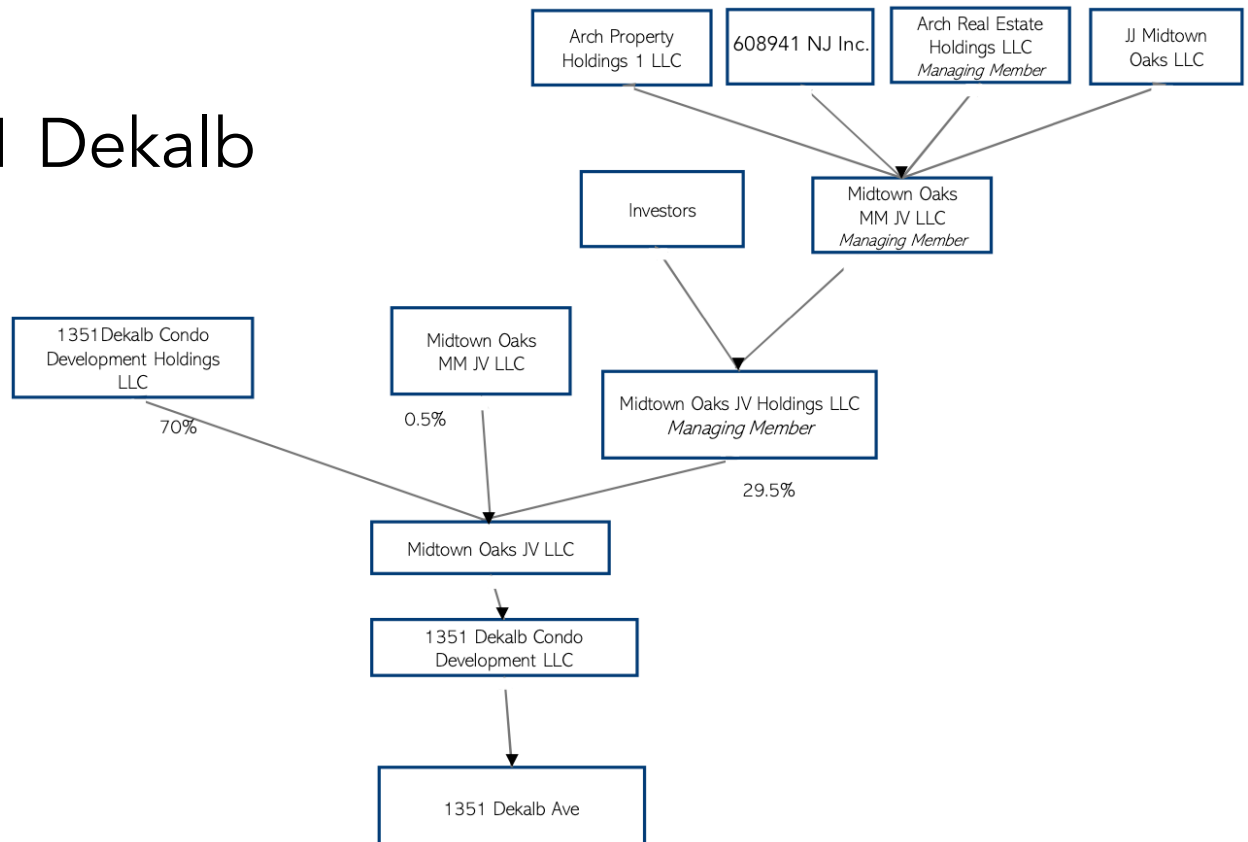 Arch Property
Holdings 1 LLC
608941 NJ Inc.
Arch Real Estate
Holdings LLC
Managing Member
JJ Midtown
Oaks LLC
1 Dekalb
Investors
Midtown Oaks
MM JV LLC
Managing Member
1351Dekalb Condo
Development Holdings
LLC
70%
Midtown Oaks
MM JV LLC
0.5%
Midtown Oaks JV Holdings LLC
Managing Member
29.5%
Midtown Oaks JV LLC
1351 Dekalb Condo
Development LLC
1351 Dekalb Ave